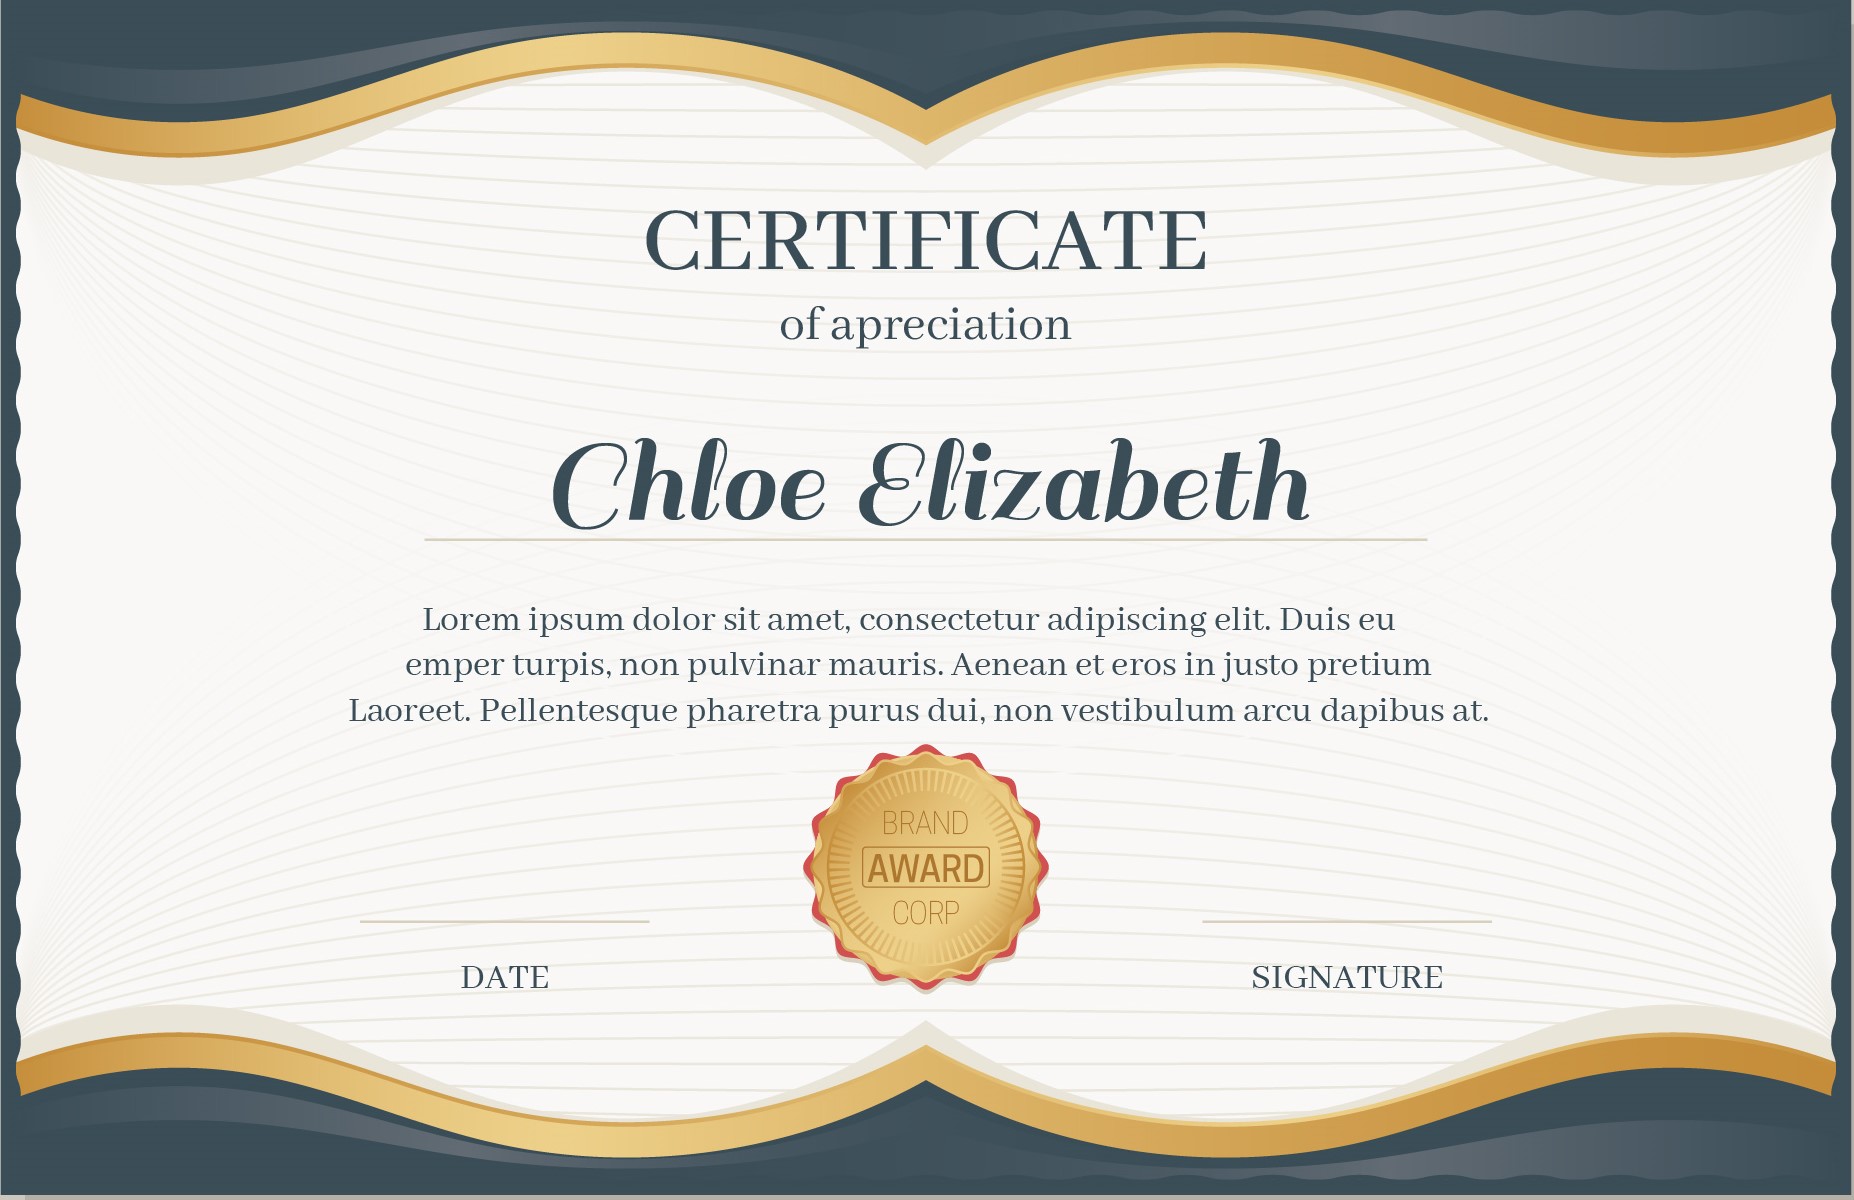 CERTIFICATE
of apreciation
Chloe Elizabeth
Lorem ipsum dolor sit amet, consectetur adipiscing elit. Duis eu
emper turpis, non pulvinar mauris. Aenean et eros in justo pretium
Laoreet. Pellentesque pharetra purus dui, non vestibulum arcu dapibus at.
BRAND
AWARD
CORP
DATE
SIGNATURE